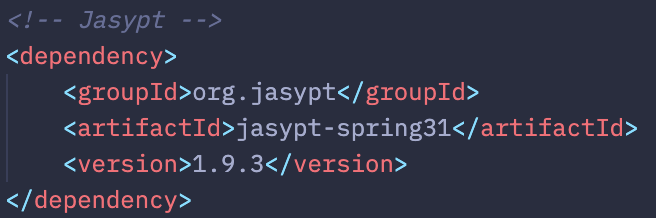 <!-- Jasypt -->
<dependency>
    <groupId>org.jasypt</groupId>
    <artifactId>jasypt-spring31</artifactId>
    <version>1.9.3</version>
</dependency>